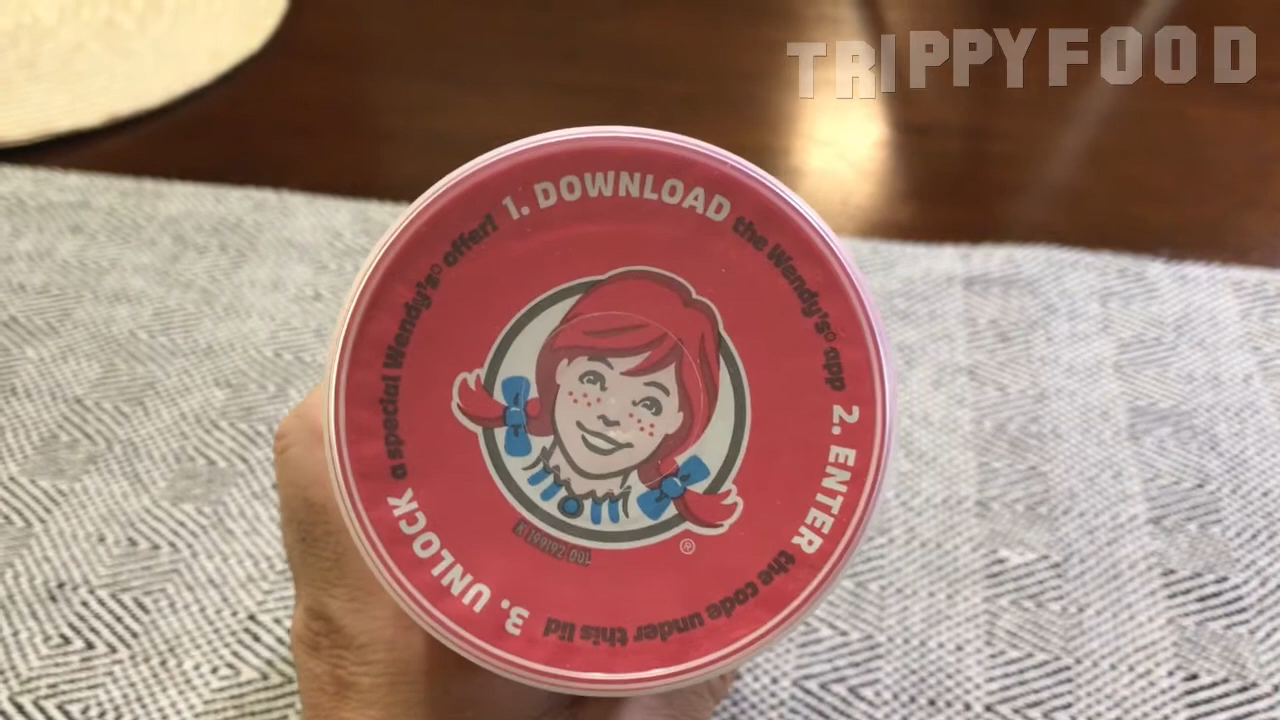 TRIPPYFOOD
1. DOWNLOAD the Wendy's® app
2. ENTER the code under this lid
3. UNLOCK a special Wendy's® offer!
®